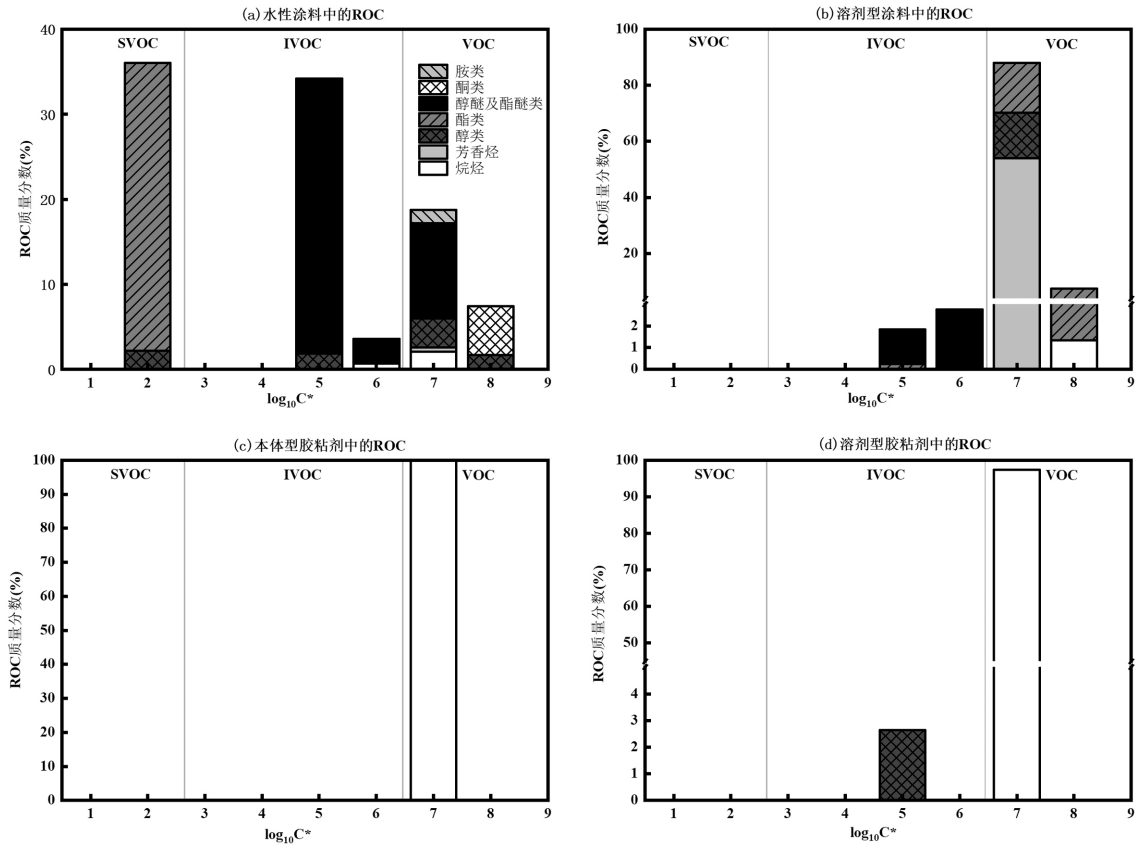 (a)水性涂料中的ROC
SVOC IVOC VOC
胺类
酮类
醇醚及酯醚类
酯类
醇类
芳香烃
烷烃
ROC质量分数(%)
40
30
20
10
0
1 2 3 4 5 6 7 8 9
log10C*
(b)溶剂型涂料中的ROC
SVOC IVOC VOC
ROC质量分数(%)
100
80
60
40
20
2
1
0
1 2 3 4 5 6 7 8 9
log10C*
(c)本体型胶粘剂中的ROC
SVOC IVOC VOC
ROC质量分数(%)
100
90
80
70
60
50
40
30
20
10
0
1 2 3 4 5 6 7 8 9
log10C*
(d)溶剂型胶粘剂中的ROC
SVOC IVOC VOC
ROC质量分数(%)
100
90
80
70
60
50
4
3
2
1
0
1 2 3 4 5 6 7 8 9
log10C*